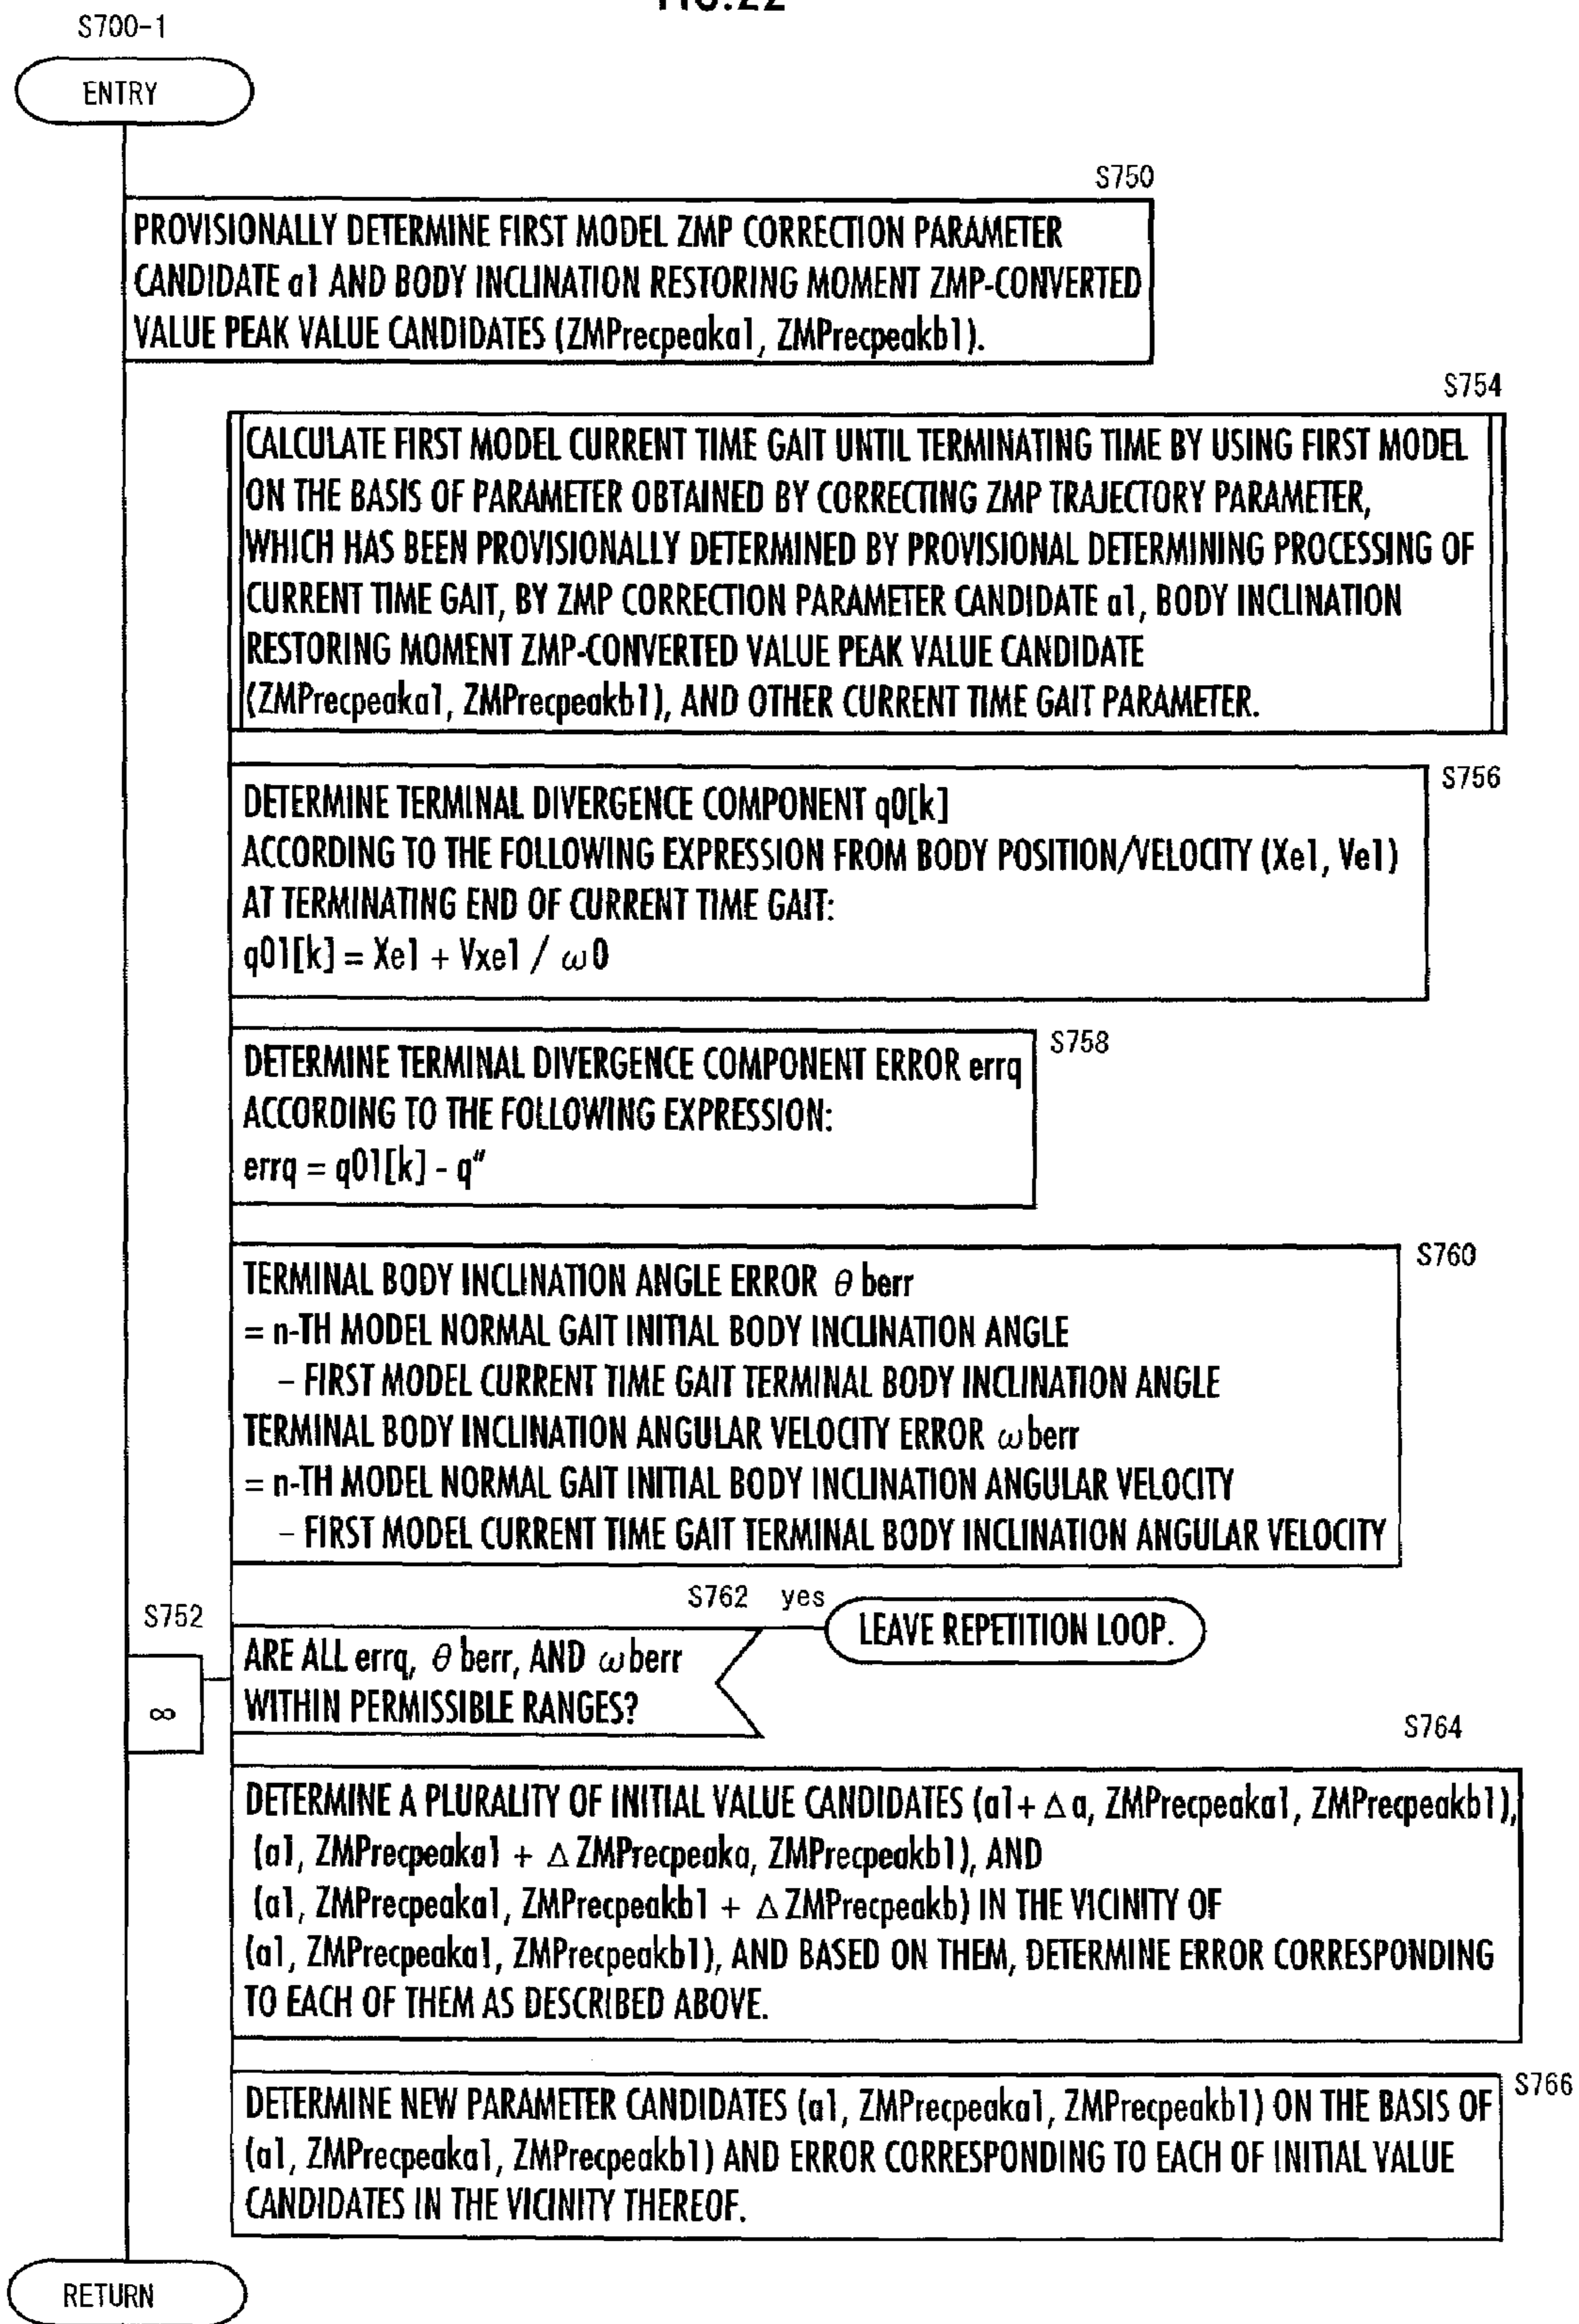 FIG.22
S700-1
ENTRY
S750
PROVISIONALLY DETERMINE FIRST MODEL ZMP CORRECTION PARAMETER
CANDIDATE a1 AND BODY INCLINATION RESTORING MOMENT ZMP-CONVERTED
VALUE PEAK VALUE CANDIDATES (ZMPrecpeaka1, ZMPrecpeakb1).
S754
CALCULATE FIRST MODEL CURRENT TIME GAIT UNTIL TERMINATING TIME BY USING FIRST MODEL
ON THE BASIS OF PARAMETER OBTAINED BY CORRECTING ZMP TRAJECTORY PARAMETER,
WHICH HAS BEEN PROVISIONALLY DETERMINED BY PROVISIONAL DETERMINING PROCESSING OF
CURRENT TIME GAIT, BY ZMP CORRECTION PARAMETER CANDIDATE a1, BODY INCLINATION
RESTORING MOMENT ZMP-CONVERTED VALUE PEAK VALUE CANDIDATE
(ZMPrecpeaka1, ZMPrecpeakb1), AND OTHER CURRENT TIME GAIT PARAMETER.
S756
DETERMINE TERMINAL DIVERGENCE COMPONENT q0[k]
ACCORDING TO THE FOLLOWING EXPRESSION FROM BODY POSITION/VELOCITY (Xe1, Ve1)
AT TERMINATING END OF CURRENT TIME GAIT:
q01[k] = Xe1 + Vxe1 / ω0
S758
DETERMINE TERMINAL DIVERGENCE COMPONENT ERROR errq
ACCORDING TO THE FOLLOWING EXPRESSION:
errq = q01[k] - q"
S760
TERMINAL BODY INCLINATION ANGLE ERROR θberr
= n-TH MODEL NORMAL GAIT INITIAL BODY INCLINATION ANGLE
– FIRST MODEL CURRENT TIME GAIT TERMINAL BODY INCLINATION ANGLE
TERMINAL BODY INCLINATION ANGULAR VELOCITY ERROR ωberr
= n-TH MODEL NORMAL GAIT INITIAL BODY INCLINATION ANGULAR VELOCITY
– FIRST MODEL CURRENT TIME GAIT TERMINAL BODY INCLINATION ANGULAR VELOCITY
S752
∞
S762 yes
LEAVE REPETITION LOOP.
ARE ALL errq, θberr, AND ωberr
WITHIN PERMISSIBLE RANGES?
S764
DETERMINE A PLURALITY OF INITIAL VALUE CANDIDATES (a1+Δa, ZMPrecpeaka1, ZMPrecpeakb1),
(a1, ZMPrecpeaka1 + ΔZMPrecpeaka, ZMPrecpeakb1), AND
(a1, ZMPrecpeaka1, ZMPrecpeakb1 + ΔZMPrecpeakb) IN THE VICINITY OF
(a1, ZMPrecpeaka1, ZMPrecpeakb1), AND BASED ON THEM, DETERMINE ERROR CORRESPONDING
TO EACH OF THEM AS DESCRIBED ABOVE.
S766
DETERMINE NEW PARAMETER CANDIDATES (a1, ZMPrecpeaka1, ZMPrecpeakb1) ON THE BASIS OF
(a1, ZMPrecpeaka1, ZMPrecpeakb1) AND ERROR CORRESPONDING TO EACH OF INITIAL VALUE
CANDIDATES IN THE VICINITY THEREOF.
RETURN